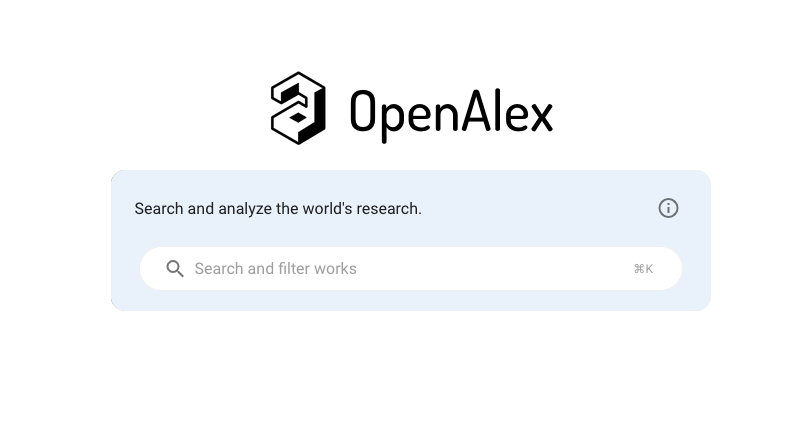 OpenAlex
Search and analyze the world's research.
Search and filter works ⌘K